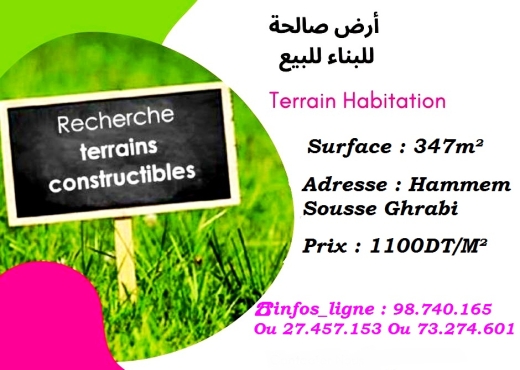 أرض صالحة
للبناء للبيع
Terrain Habitation
Recherche
terrains
constructibles
Surface : 347m²
Adresse : Hammem
Sousse Ghrabi
Prix : 1100DT/M²
☎infos_ligne : 98.740.165
Ou 27.457.153 Ou 73.274.601